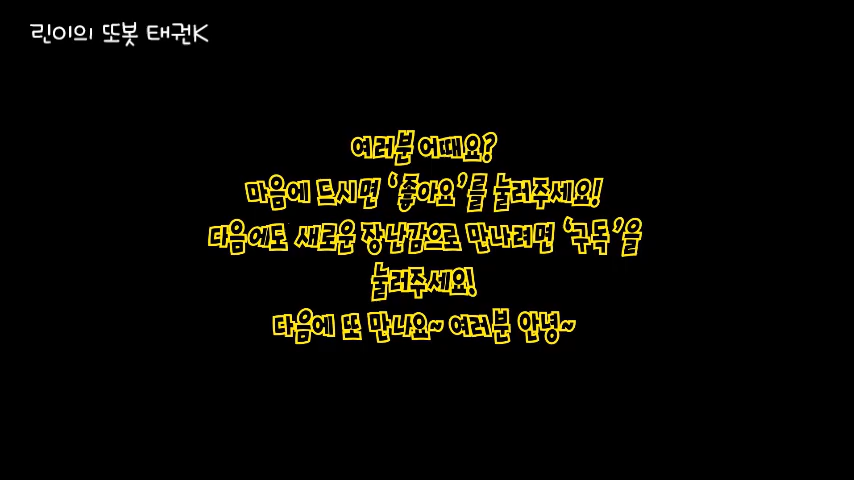 린이의 또봇 태권K
여러분 어때요?
마음에 드시면 ‘좋아요’를 눌러주세요!
다음에도 새로운 장난감으로 만나려면 ‘구독’을
눌러주세요!
다음에 또 만나요~ 여러분 안녕~